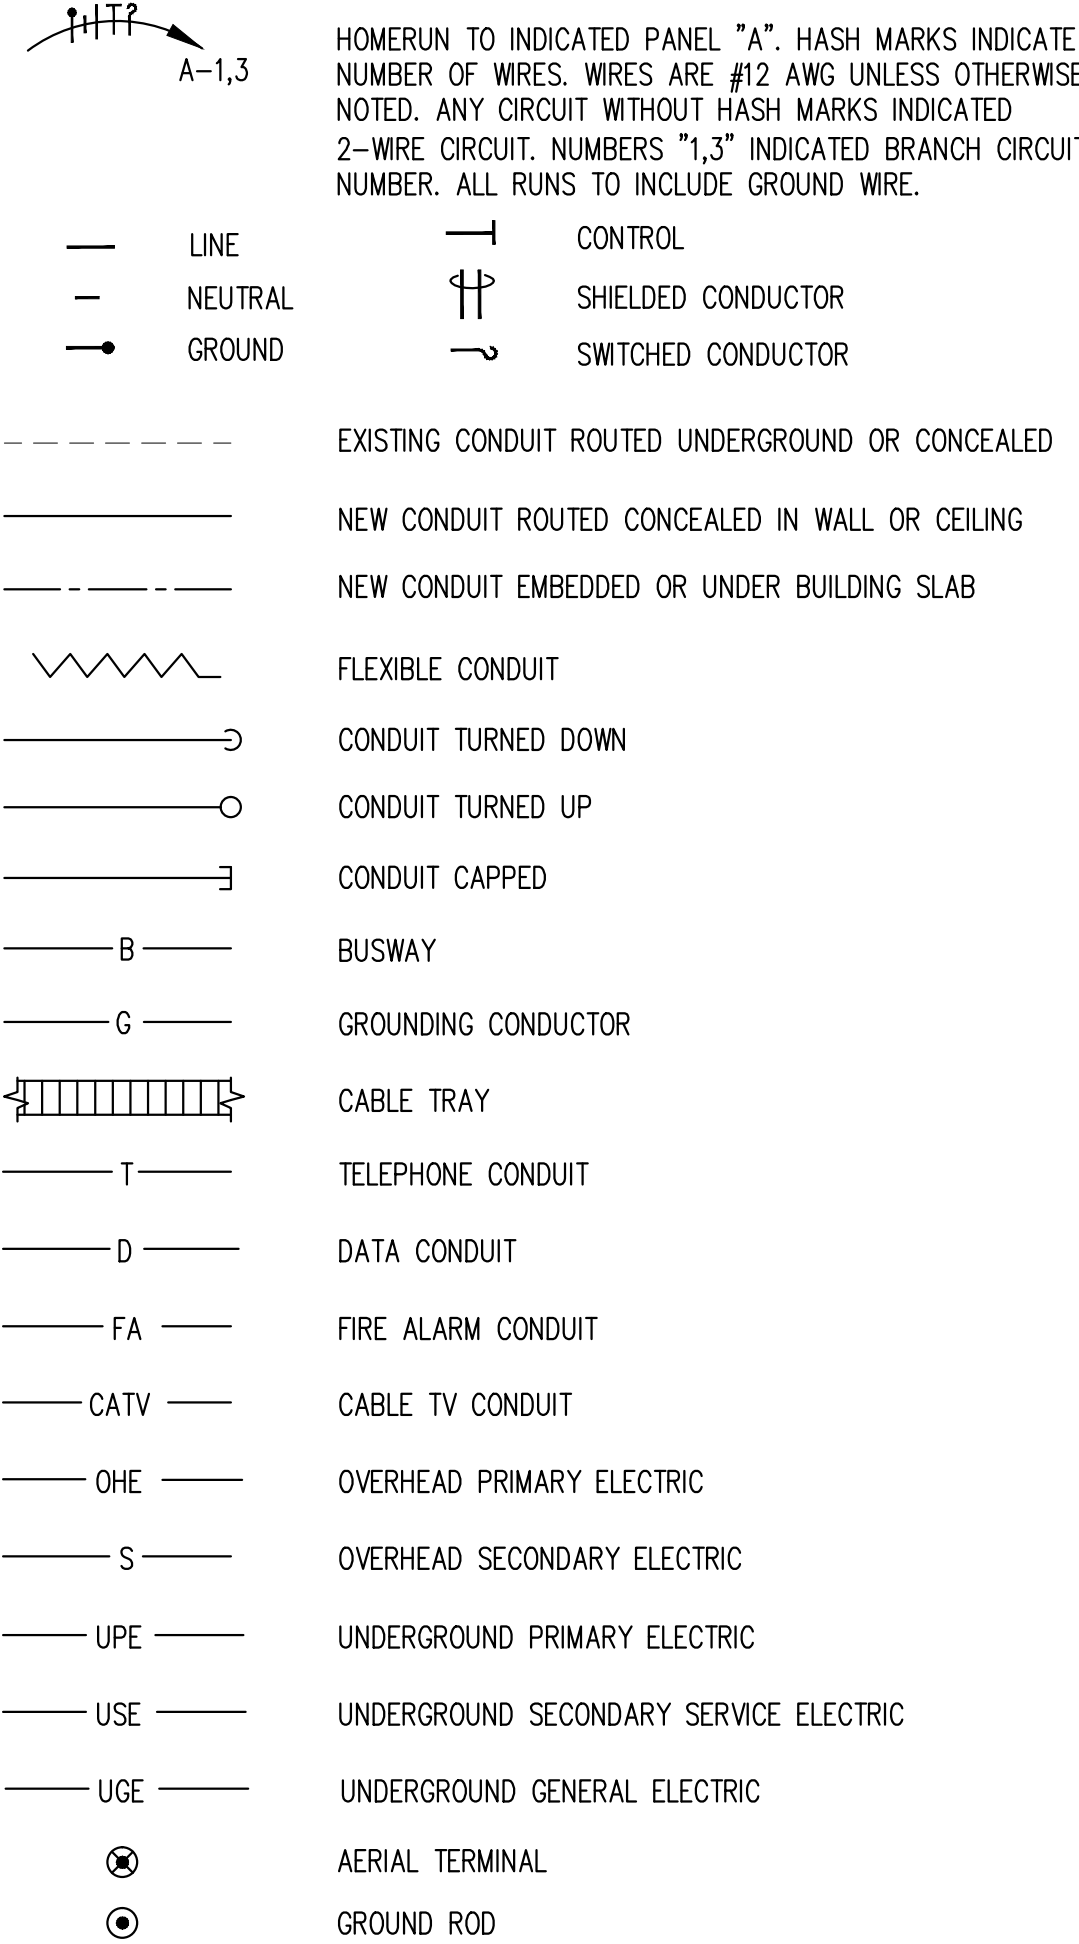 A-1,3
HOMERUN TO INDICATED PANEL "A". HASH MARKS INDICATE
NUMBER OF WIRES. WIRES ARE #12 AWG UNLESS OTHERWISE
NOTED. ANY CIRCUIT WITHOUT HASH MARKS INDICATED
2-WIRE CIRCUIT. NUMBERS "1,3" INDICATED BRANCH CIRCUIT
NUMBER. ALL RUNS TO INCLUDE GROUND WIRE.
LINE
CONTROL
NEUTRAL
SHIELDED CONDUCTOR
GROUND
SWITCHED CONDUCTOR
EXISTING CONDUIT ROUTED UNDERGROUND OR CONCEALED
NEW CONDUIT ROUTED CONCEALED IN WALL OR CEILING
NEW CONDUIT EMBEDDED OR UNDER BUILDING SLAB
FLEXIBLE CONDUIT
CONDUIT TURNED DOWN
CONDUIT TURNED UP
CONDUIT CAPPED
B BUSWAY
G GROUNDING CONDUCTOR
CABLE TRAY
T TELEPHONE CONDUIT
D DATA CONDUIT
FA FIRE ALARM CONDUIT
CATV CABLE TV CONDUIT
OHE OVERHEAD PRIMARY ELECTRIC
S OVERHEAD SECONDARY ELECTRIC
UPE UNDERGROUND PRIMARY ELECTRIC
USE UNDERGROUND SECONDARY SERVICE ELECTRIC
UGE UNDERGROUND GENERAL ELECTRIC
AERIAL TERMINAL
GROUND ROD